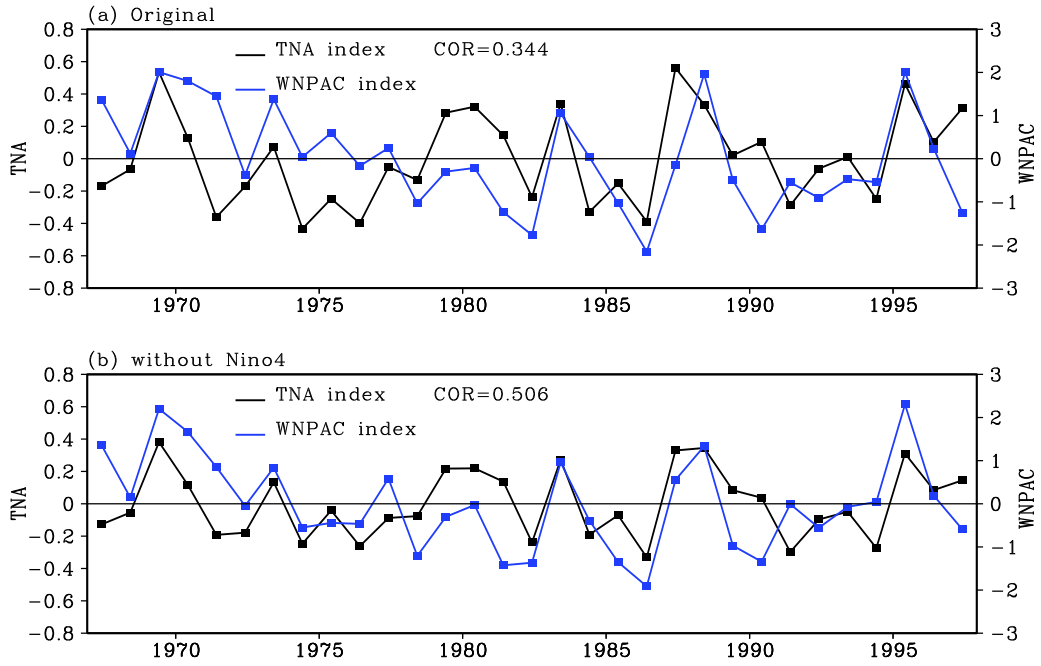 (a) Original
0.8
0.6
0.4
0.2
0
−0.2
−0.4
−0.6
−0.8
TNA
TNA index COR=0.344
WNPAC index
3
2
1
0
−1
−2
−3
WNPAC
1970 1975 1980 1985 1990 1995
(b) without Nino4
0.8
0.6
0.4
0.2
0
−0.2
−0.4
−0.6
−0.8
TNA
TNA index COR=0.506
WNPAC index
3
2
1
0
−1
−2
−3
WNPAC
1970 1975 1980 1985 1990 1995